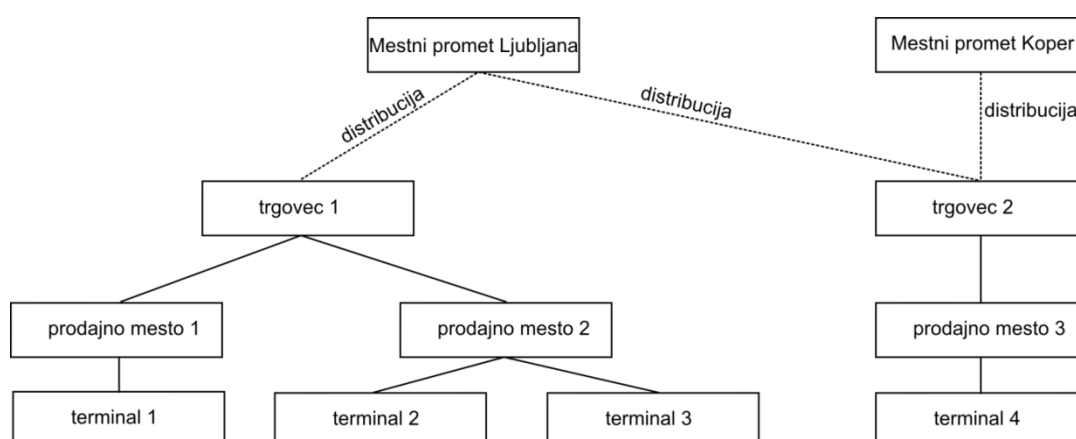 Mestni promet Ljubljana
Mestni promet Koper
distribucija
distribucija
distribucija
trgovec 1
trgovec 2
prodajno mesto 1
prodajno mesto 2
prodajno mesto 3
terminal 1
terminal 2
terminal 3
terminal 4